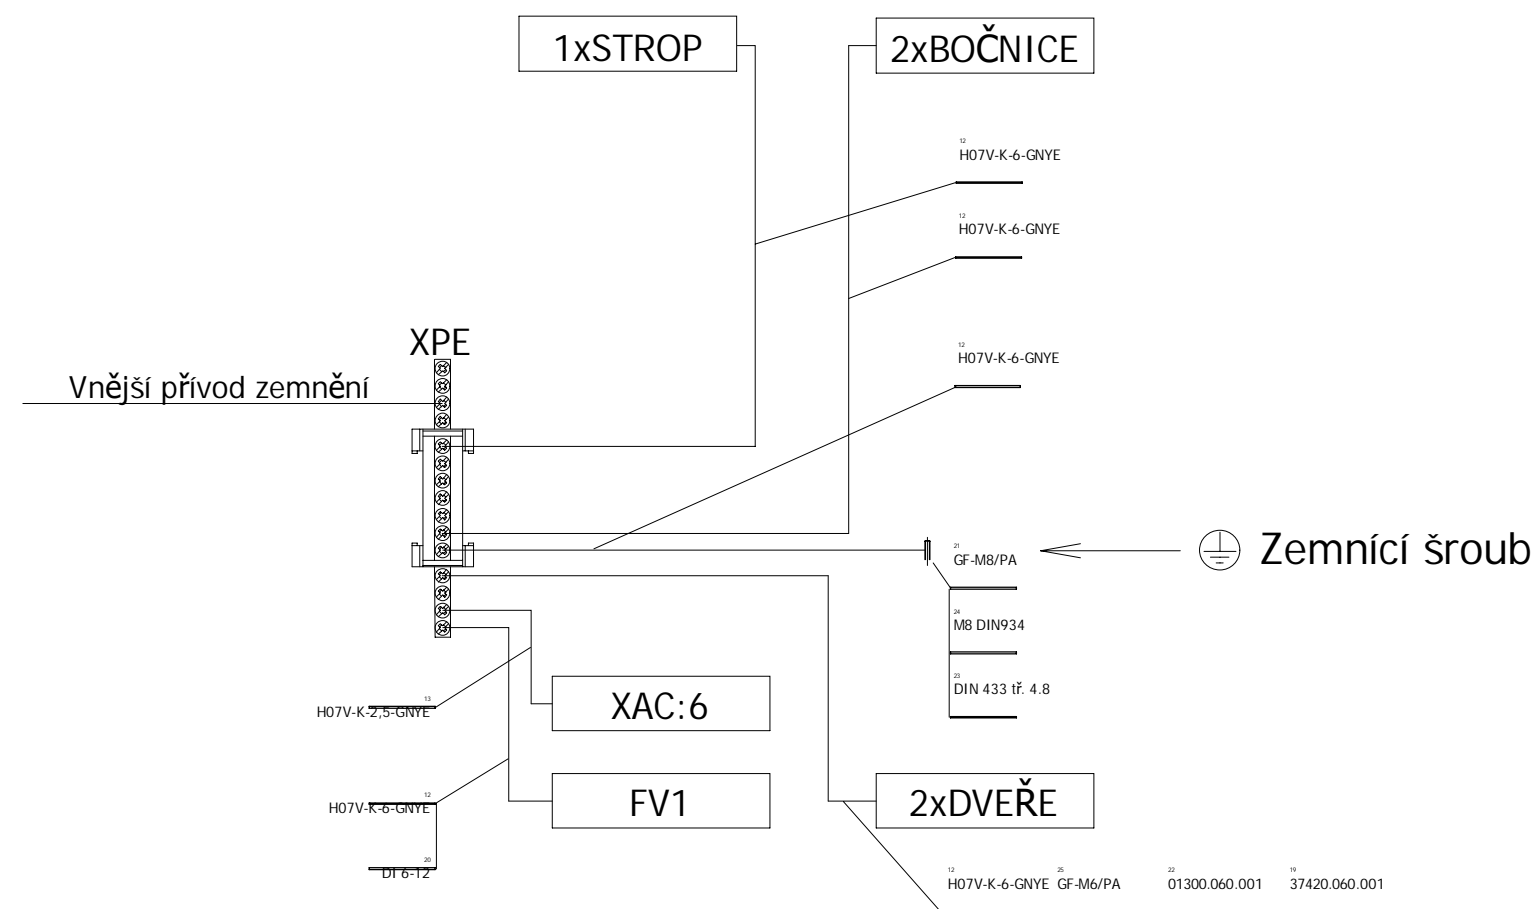 1xSTROP
2xBOČNICE
12
H07V-K-6-GNYE
12
H07V-K-6-GNYE
XPE
12
H07V-K-6-GNYE
Vnější přívod zemnění
21
GF-M8/PA
Zemnící šroub
24
M8 DIN934
23
DIN 433 tř. 4.8
13
H07V-K-2,5-GNYE
XAC:6
12
H07V-K-6-GNYE
FV1
2xDVEŘE
20
DI 6-12
12 25 22 19
H07V-K-6-GNYE GF-M6/PA 01300.060.001 37420.060.001